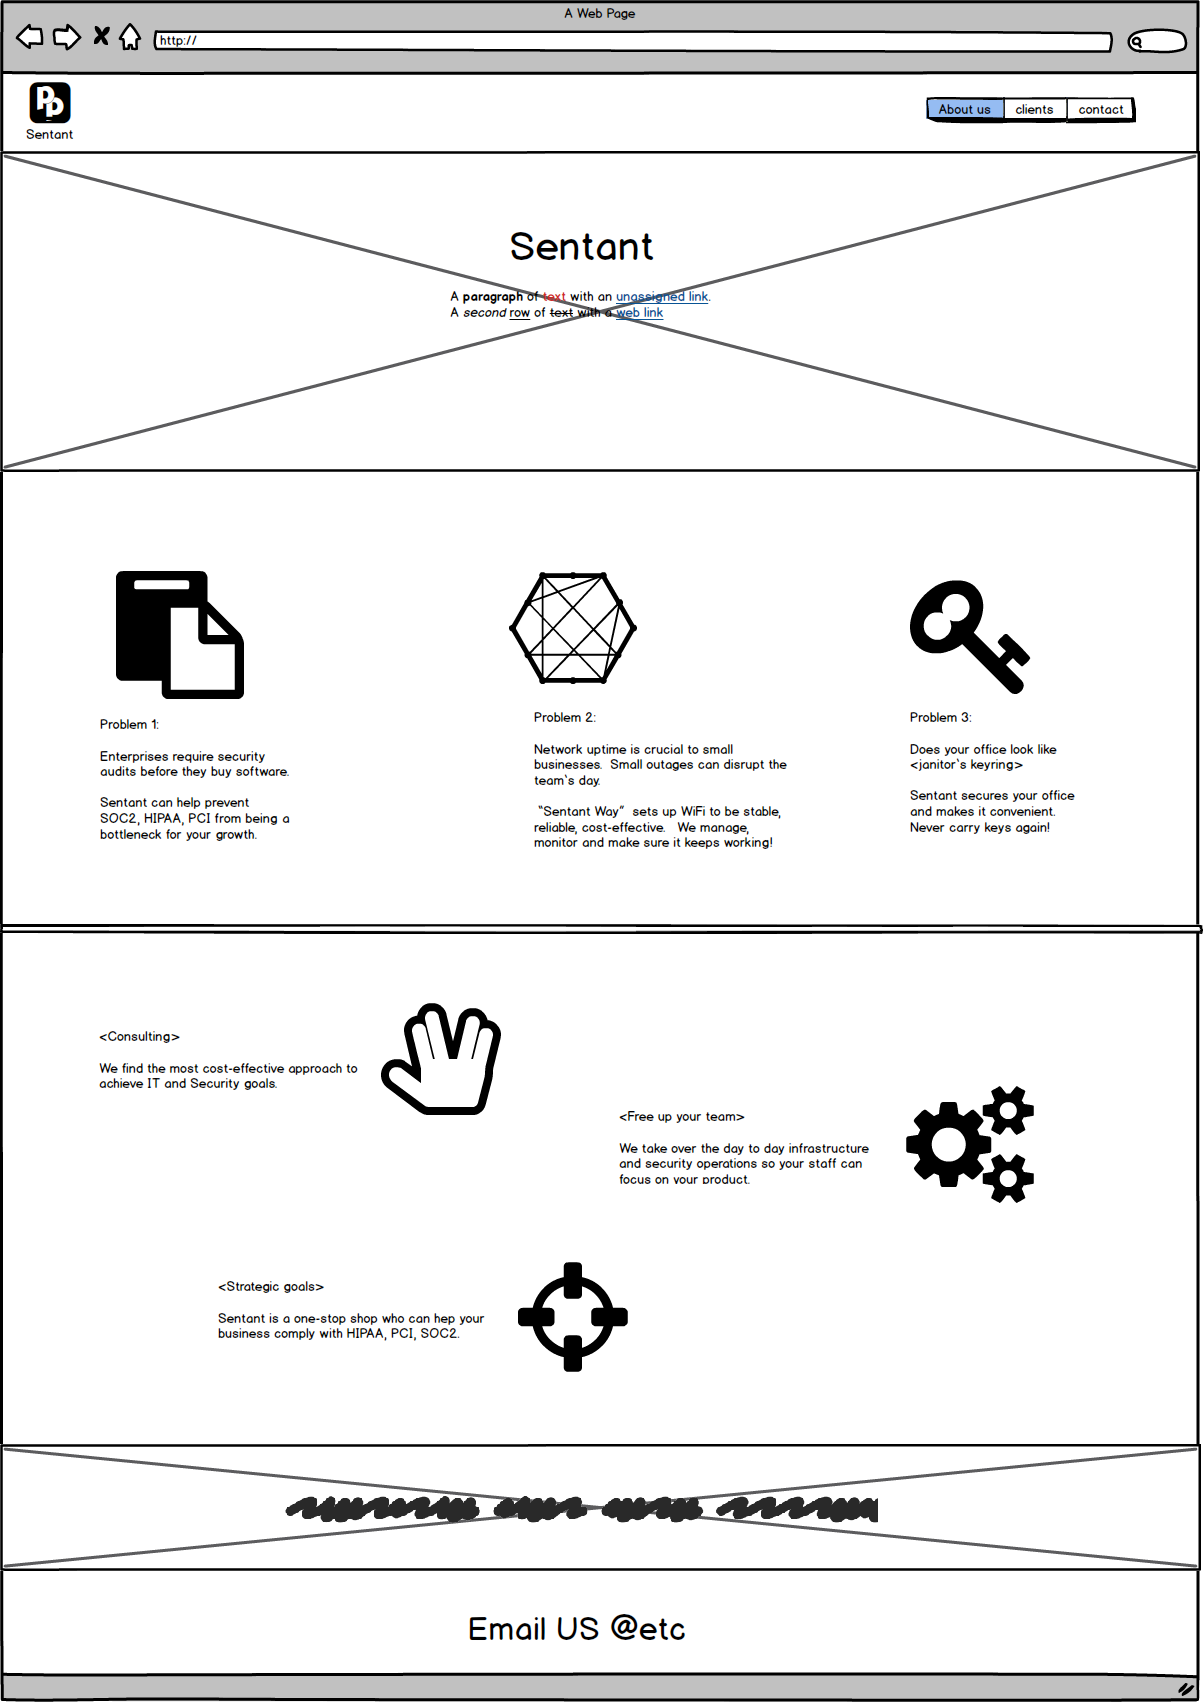 A Web Page
http://
Pp
Sentant
About us
clients
contact
Sentant
A paragraph of text with an unassigned link.
A second row of text with a web link
Problem 1:
Enterprises require security
audits before they buy software.
Sentant can help prevent
SOC2, HIPAA, PCI from being a
bottleneck for your growth.
Problem 2:
Network uptime is crucial to small
businesses. Small outages can disrupt the
team`s day.
"Sentant Way" sets up WiFi to be stable,
reliable, cost-effective. We manage,
monitor and make sure it keeps working!
Problem 3:
Does your office look like
<janitor`s keyring>
Sentant secures your office
and makes it convenient.
Never carry keys again!
<Consulting>
We find the most cost-effective approach to
achieve IT and Security goals.
<Free up your team>
We take over the day to day infrastructure
and security operations so your staff can
focus on your product.
<Strategic goals>
Sentant is a one-stop shop who can hep your
business comply with HIPAA, PCI, SOC2.
Email US @etc